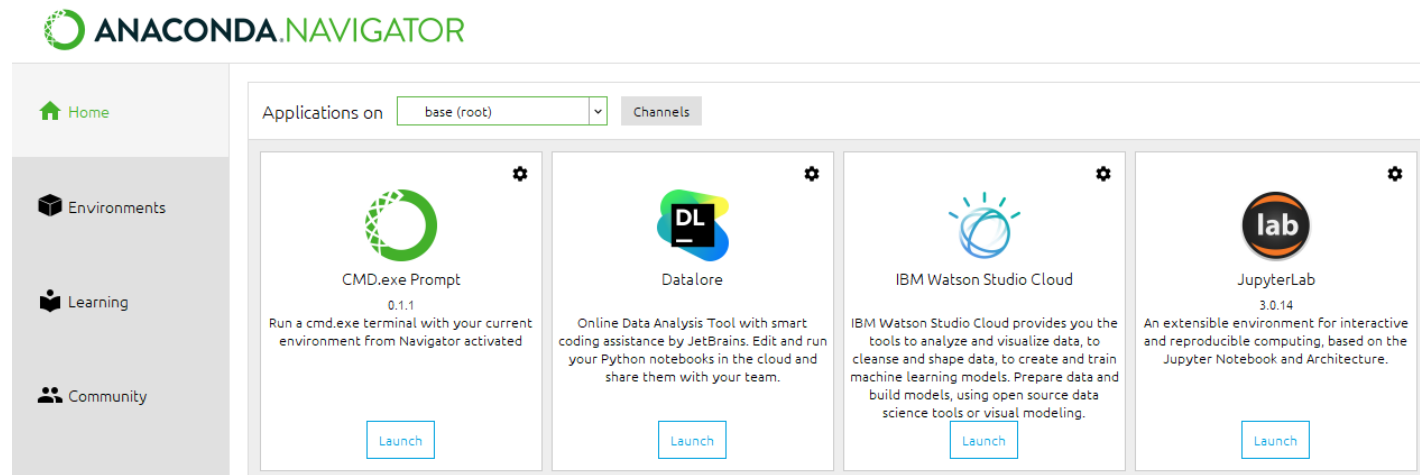 ANACONDA.NAVIGATOR
Home
Environments
Learning
Community
Applications on base (root) Channels
CMD.exe Prompt
0.1.1
Run a cmd.exe terminal with your current
environment from Navigator activated
Launch
DL
Datalore
Online Data Analysis Tool with smart
coding assistance by JetBrains. Edit and run
your Python notebooks in the cloud and
share them with your team.
Launch
IBM Watson Studio Cloud
IBM Watson Studio Cloud provides you the
tools to analyze and visualize data, to
cleanse and shape data, to create and train
machine learning models. Prepare data and
build models, using open source data
science tools or visual modeling.
Launch
lab
JupyterLab
3.0.14
An extensible environment for interactive
and reproducible computing, based on the
Jupyter Notebook and Architecture.
Launch